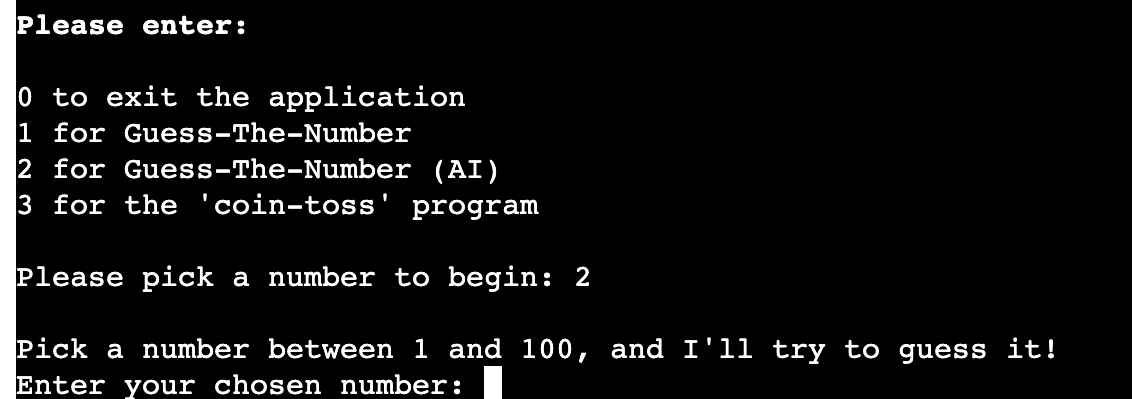 Please enter:
0 to exit the application
1 for Guess-The-Number
2 for Guess-The-Number (AI)
3 for the 'coin-toss' program
Please pick a number to begin: 2
Pick a number between 1 and 100, and I'll try to guess it!
Enter your chosen number: